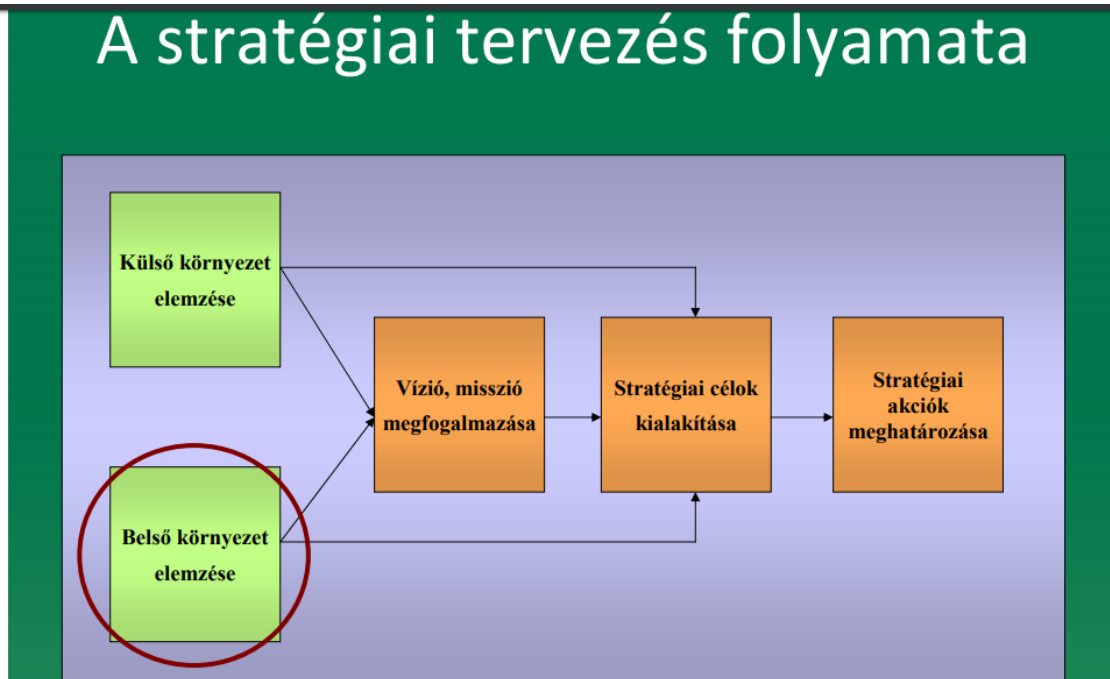 A stratégiai tervezés folyamata
Külső környezet
elemzése
Vízió, misszió
megfogalmazása
Stratégiai célok
kialakítása
Stratégiai
akciók
meghatározása
Belső környezet
elemzése